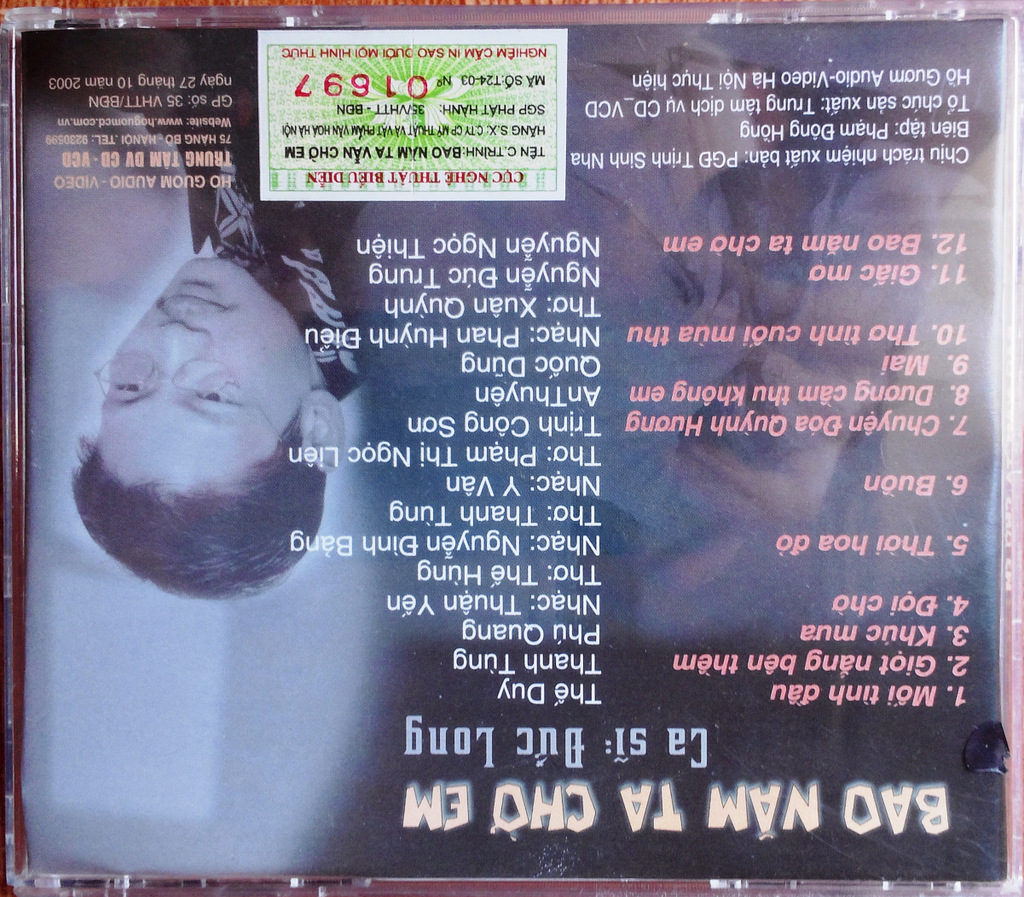 BAO NĂM TA CHỜ EM
Ca sĩ: Đức Long
1. Mối tình đầu Thế Duy
2. Giọt nắng bên thềm Thanh Tùng
3. Khúc mưa Phú Quang
4. Đợi chờ Nhạc: Thuận Yến
Thơ: Thế Hùng
5. Thời hoa đỏ Nhạc: Nguyễn Đình Bảng
Thơ: Thanh Tùng
6. Buồn Nhạc: Y Vân
Thơ: Phạm Thị Ngọc Liên
7. Chuyện Đóa Quỳnh Hương Trịnh Công Sơn
8. Dương cầm thu không em AnThuyên
9. Mai Quốc Dũng
10. Thơ tình cuối mùa thu Nhạc: Phan Huỳnh Điểu
Thơ: Xuân Quỳnh
11. Giấc mơ Nguyễn Đức Trung
12. Bao năm ta chờ em Nguyễn Ngọc Thiện
Chịu trách nhiệm xuất bản: PGĐ Trịnh Sinh Nha
Biên tập: Phạm Đông Hồng
Tổ chức sản xuất: Trung tâm dịch vụ CD_VCD
Hồ Gươm Audio-Video Hà Nội Thực hiện
CỤC NGHỆ THUẬT BIỂU DIỄN
TÊN C.TRÌNH: BAO NĂM TA VẪN CHỜ EM
HÃNG S.X. CTY CP MỸ THUẬT VÀ VẬT PHẨM VĂN HÓA HÀ NỘI
SGP PHÁT HÀNH: 35/VHTT - BĐN
MÃ SỐ:T24-03 Nº 01697
NGHIÊM CẤM IN SAO DƯỚI MỌI HÌNH THỨC
HO GUOM AUDIO - VIDEO
TRUNG TÂM DV CD - VCD
75 HÀNG BỒ - HÀNỘI .TEL.: 9230599
Website: www.hoguomcd.com.vn
GP số: 35 VHTT/BĐN
ngày 27 tháng 10 năm 2003